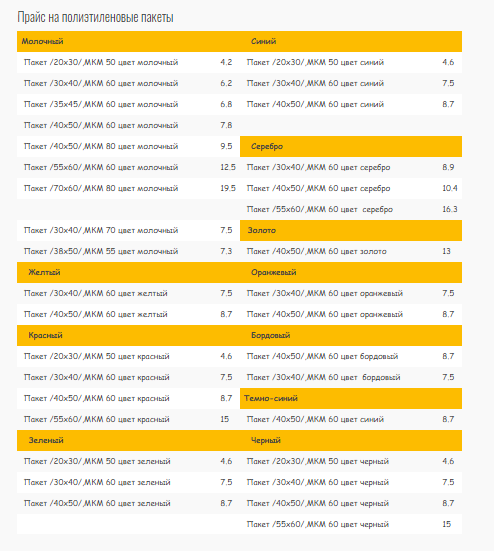 Прайс на полиэтиленовые пакеты
Молочный Синий
Пакет /20х30/,МКМ 50 цвет молочный 4.2 Пакет /20х30/,МКМ 50 цвет синий 4.6
Пакет /30х40/,МКМ 60 цвет молочный 6.2 Пакет /30х40/,МКМ 60 цвет синий 7.5
Пакет /35х45/,МКМ 60 цвет молочный 6.8 Пакет /40х50/,МКМ 60 цвет синий 8.7
Пакет /40х50/,МКМ 60 цвет молочный 7.8
Пакет /40х50/,МКМ 80 цвет молочный 9.5 Серебро
Пакет /55х60/,МКМ 60 цвет молочный 12.5 Пакет /30х40/,МКМ 60 цвет серебро 8.9
Пакет /70х60/,МКМ 80 цвет молочный 19.5 Пакет /40х50/,МКМ 60 цвет серебро 10.4
Пакет /55х60/,МКМ 60 цвет серебро 16.3
Пакет /30х40/,МКМ 70 цвет молочный 7.5 Золото
Пакет /38х50/,МКМ 55 цвет молочный 7.3 Пакет /40х50/,МКМ 60 цвет золото 13
Желтый Оранжевый
Пакет /30х40/,МКМ 60 цвет желтый 7.5 Пакет /30х40/,МКМ 60 цвет оранжевый 7.5
Пакет /40х50/,МКМ 60 цвет желтый 8.7 Пакет /40х50/,МКМ 60 цвет оранжевый 8.7
Красный Бордовый
Пакет /20х30/,МКМ 50 цвет красный 4.6 Пакет /40х50/,МКМ 60 цвет бордовый 8.7
Пакет /30х40/,МКМ 60 цвет красный 7.5 Пакет /30х40/,МКМ 60 цвет бордовый 7.5
Пакет /40х50/,МКМ 60 цвет красный 8.7 Темно-синий
Пакет /55х60/,МКМ 60 цвет красный 15 Пакет /40х50/,МКМ 60 цвет синий 8.7
Зеленый Черный
Пакет /20х30/,МКМ 50 цвет зеленый 4.6 Пакет /20х30/,МКМ 50 цвет черный 4.6
Пакет /30х40/,МКМ 60 цвет зеленый 7.5 Пакет /30х40/,МКМ 60 цвет черный 7.5
Пакет /40х50/,МКМ 60 цвет зеленый 8.7 Пакет /40х50/,МКМ 60 цвет черный 8.7
Пакет /55х60/,МКМ 60 цвет черный 15